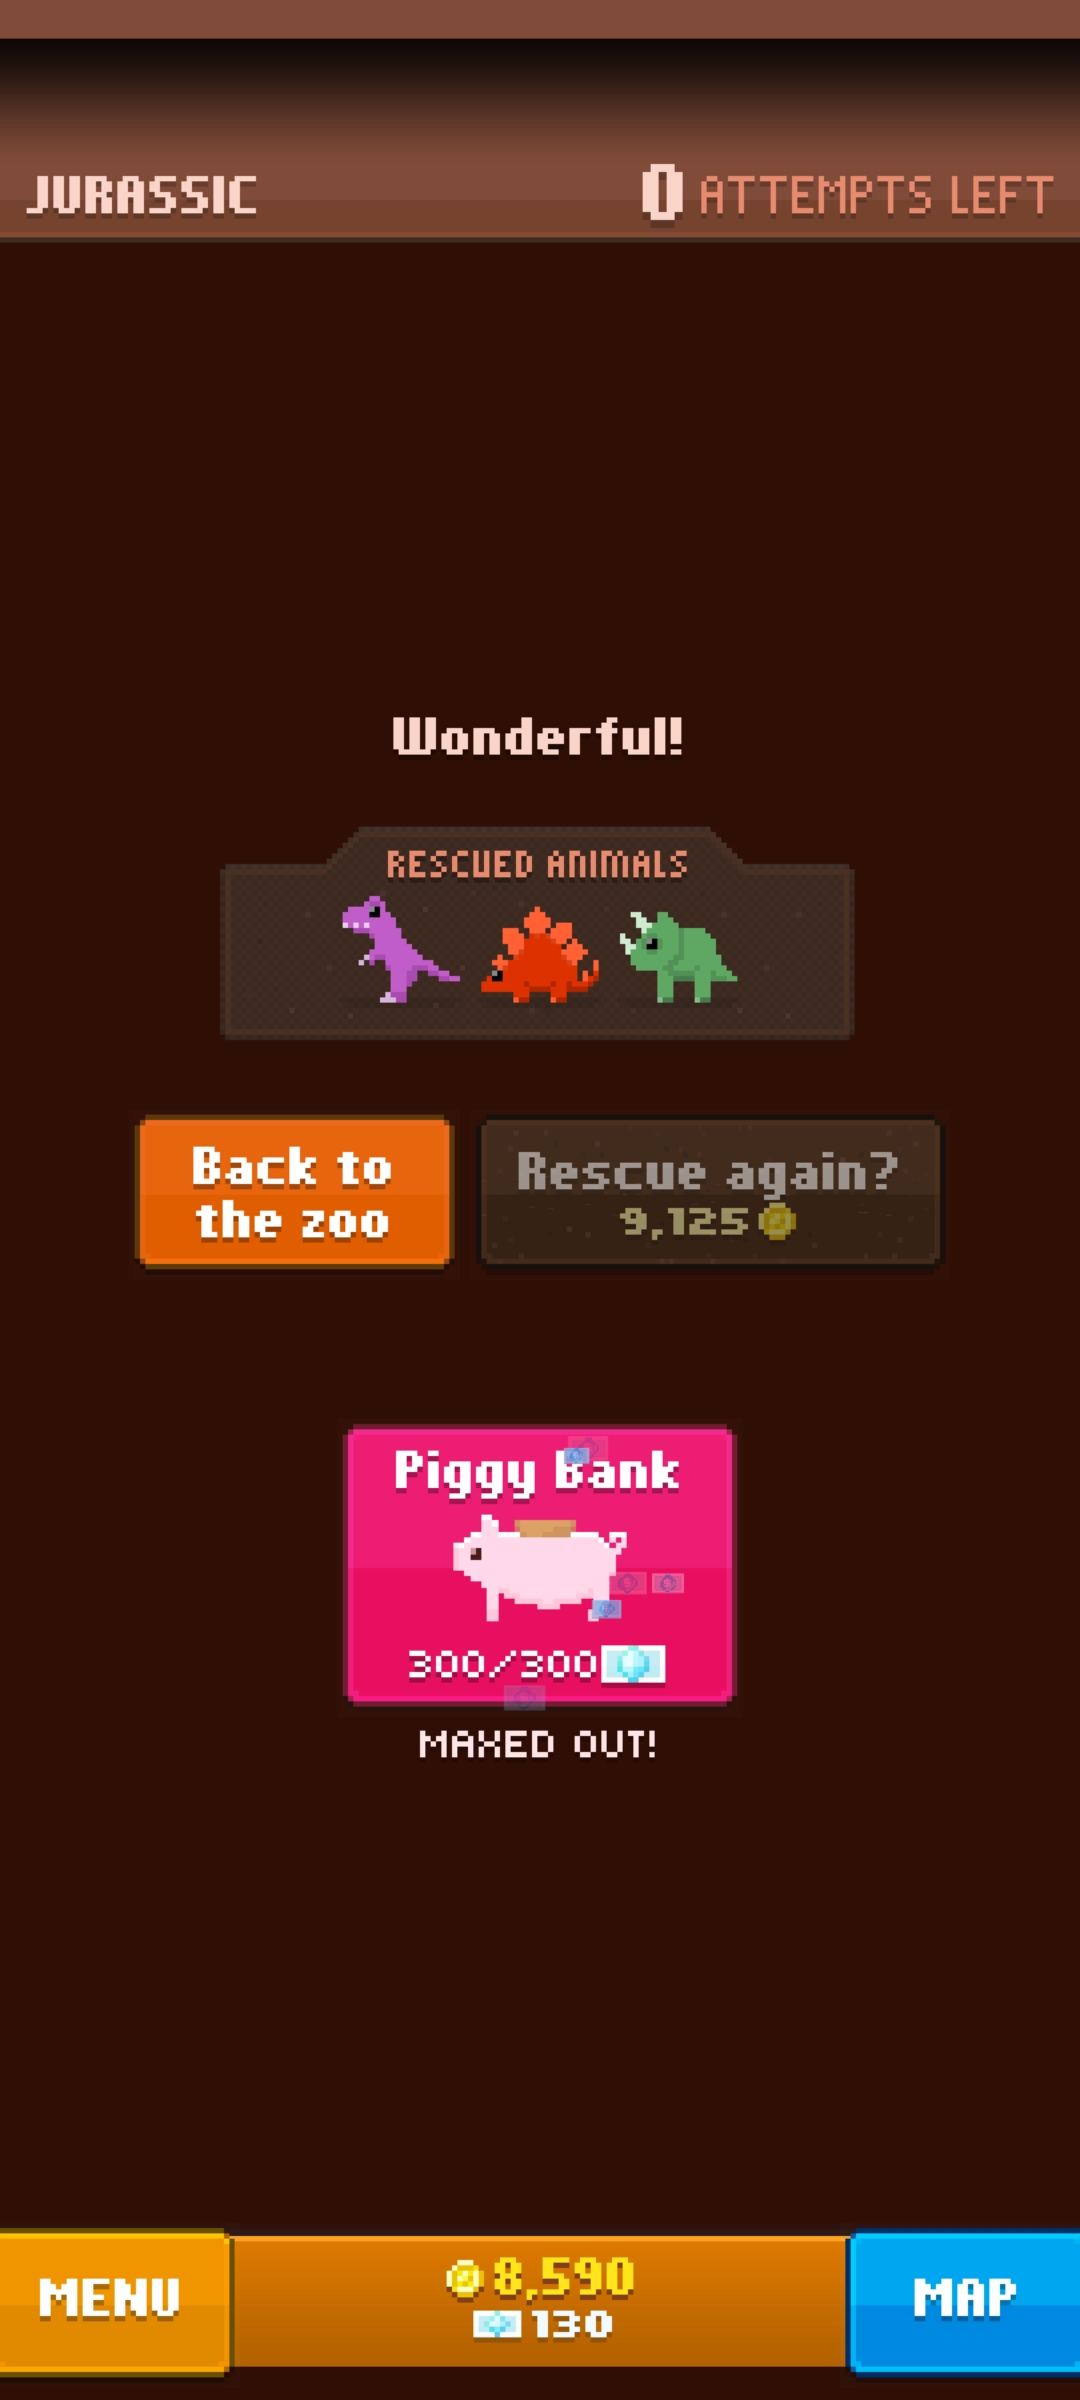 JURASSIC
0 ATTEMPTS LEFT
Wonderful!
RESCUED ANIMALS
Back to
the zoo
Rescue again?
9,125
Piggy Bank
300/300
MAXED OUT!
MENU
8,590
130
MAP